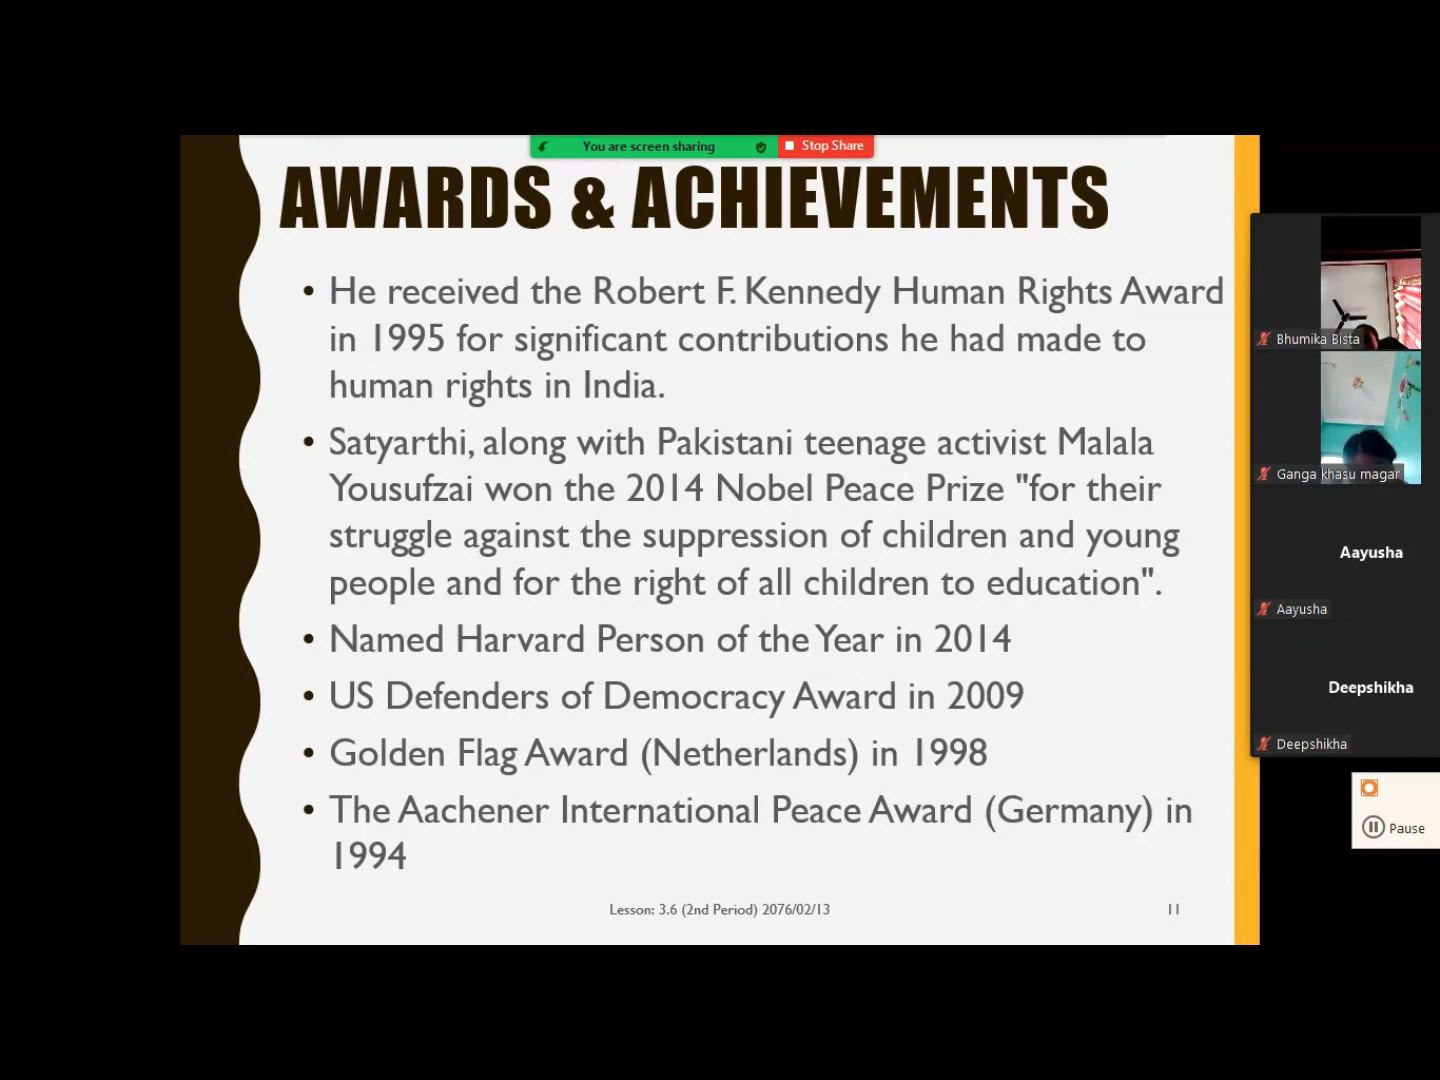 You are screen sharing
Stop Share
AWARDS & ACHIEVEMENTS
• He received the Robert F. Kennedy Human Rights Award
in 1995 for significant contributions he had made to
human rights in India.
• Satyarthi, along with Pakistani teenage activist Malala
Yousufzai won the 2014 Nobel Peace Prize "for their
struggle against the suppression of children and young
people and for the right of all children to education".
• Named Harvard Person of the Year in 2014
• US Defenders of Democracy Award in 2009
• Golden Flag Award (Netherlands) in 1998
• The Aachener International Peace Award (Germany) in
1994
Lesson: 3.6 (2nd Period) 2076/02/13
11
Bhumika Bista
Ganga khasu magar
Aayusha
Aayusha
Deepshikha
Deepshikha
Pause